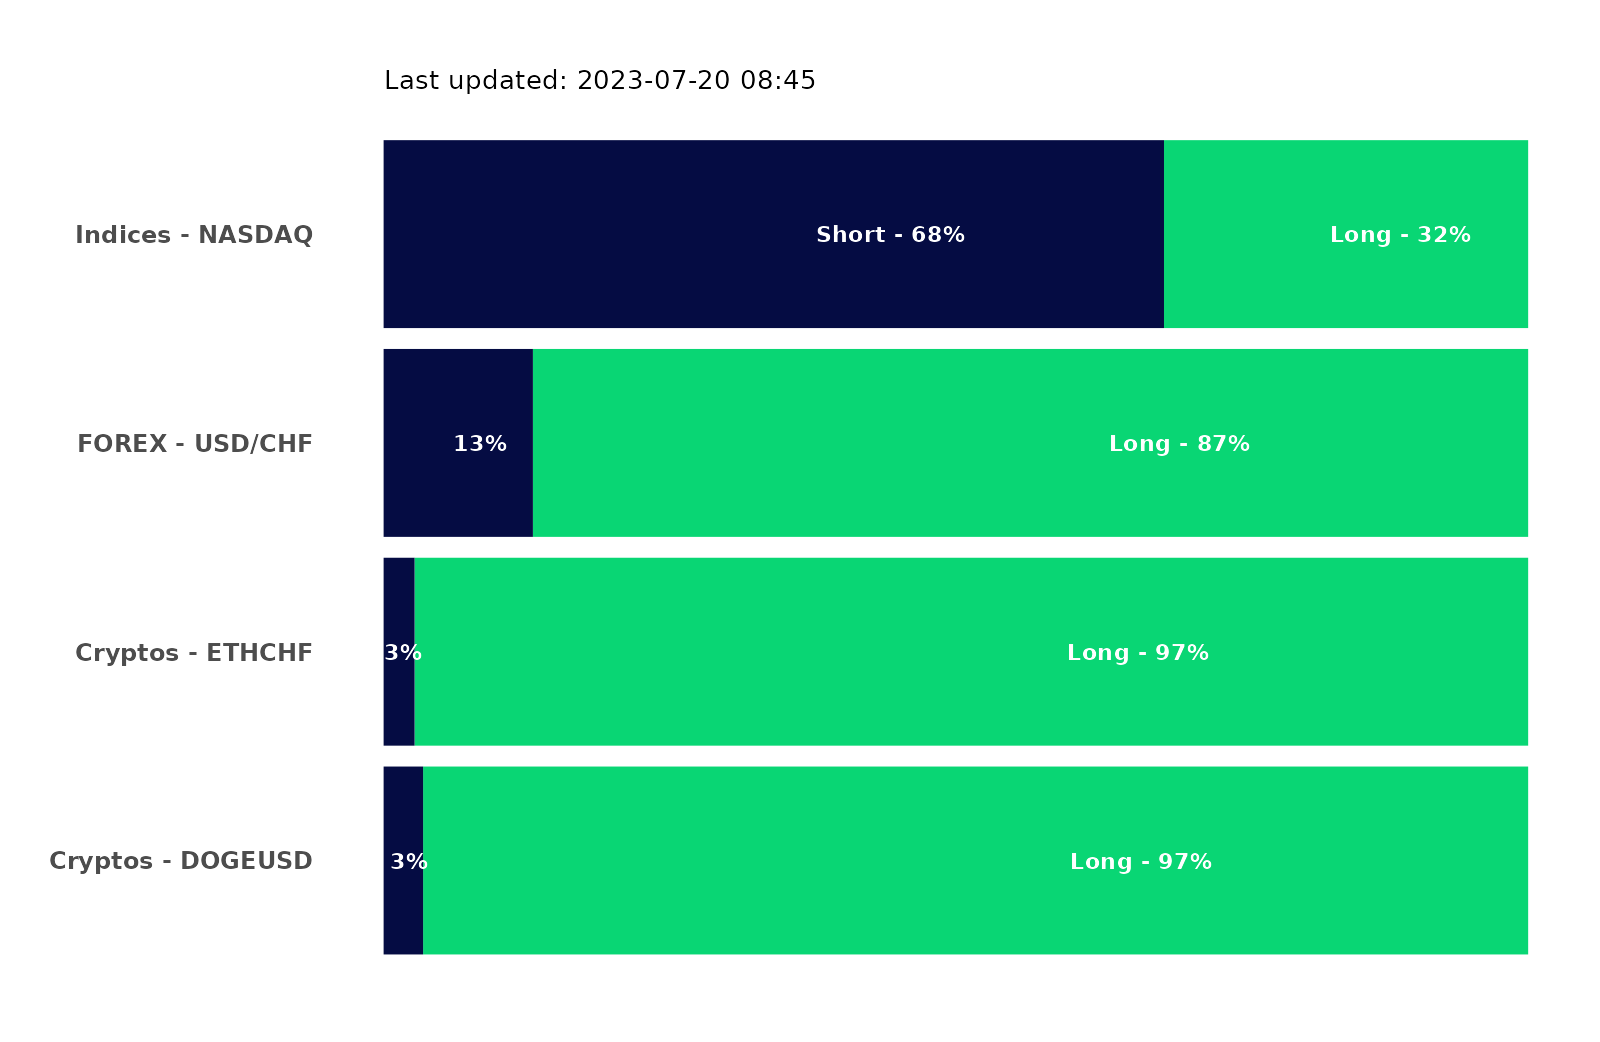 Last updated: 2023-07-20 08:45
Indices - NASDAQ Short - 68% Long - 32%
FOREX - USD/CHF 13% Long - 87%
Cryptos - ETHCHF 3% Long - 97%
Cryptos - DOGEUSD 3% Long - 97%